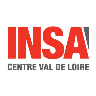 INSA
CENTRE VAL DE LOIRE